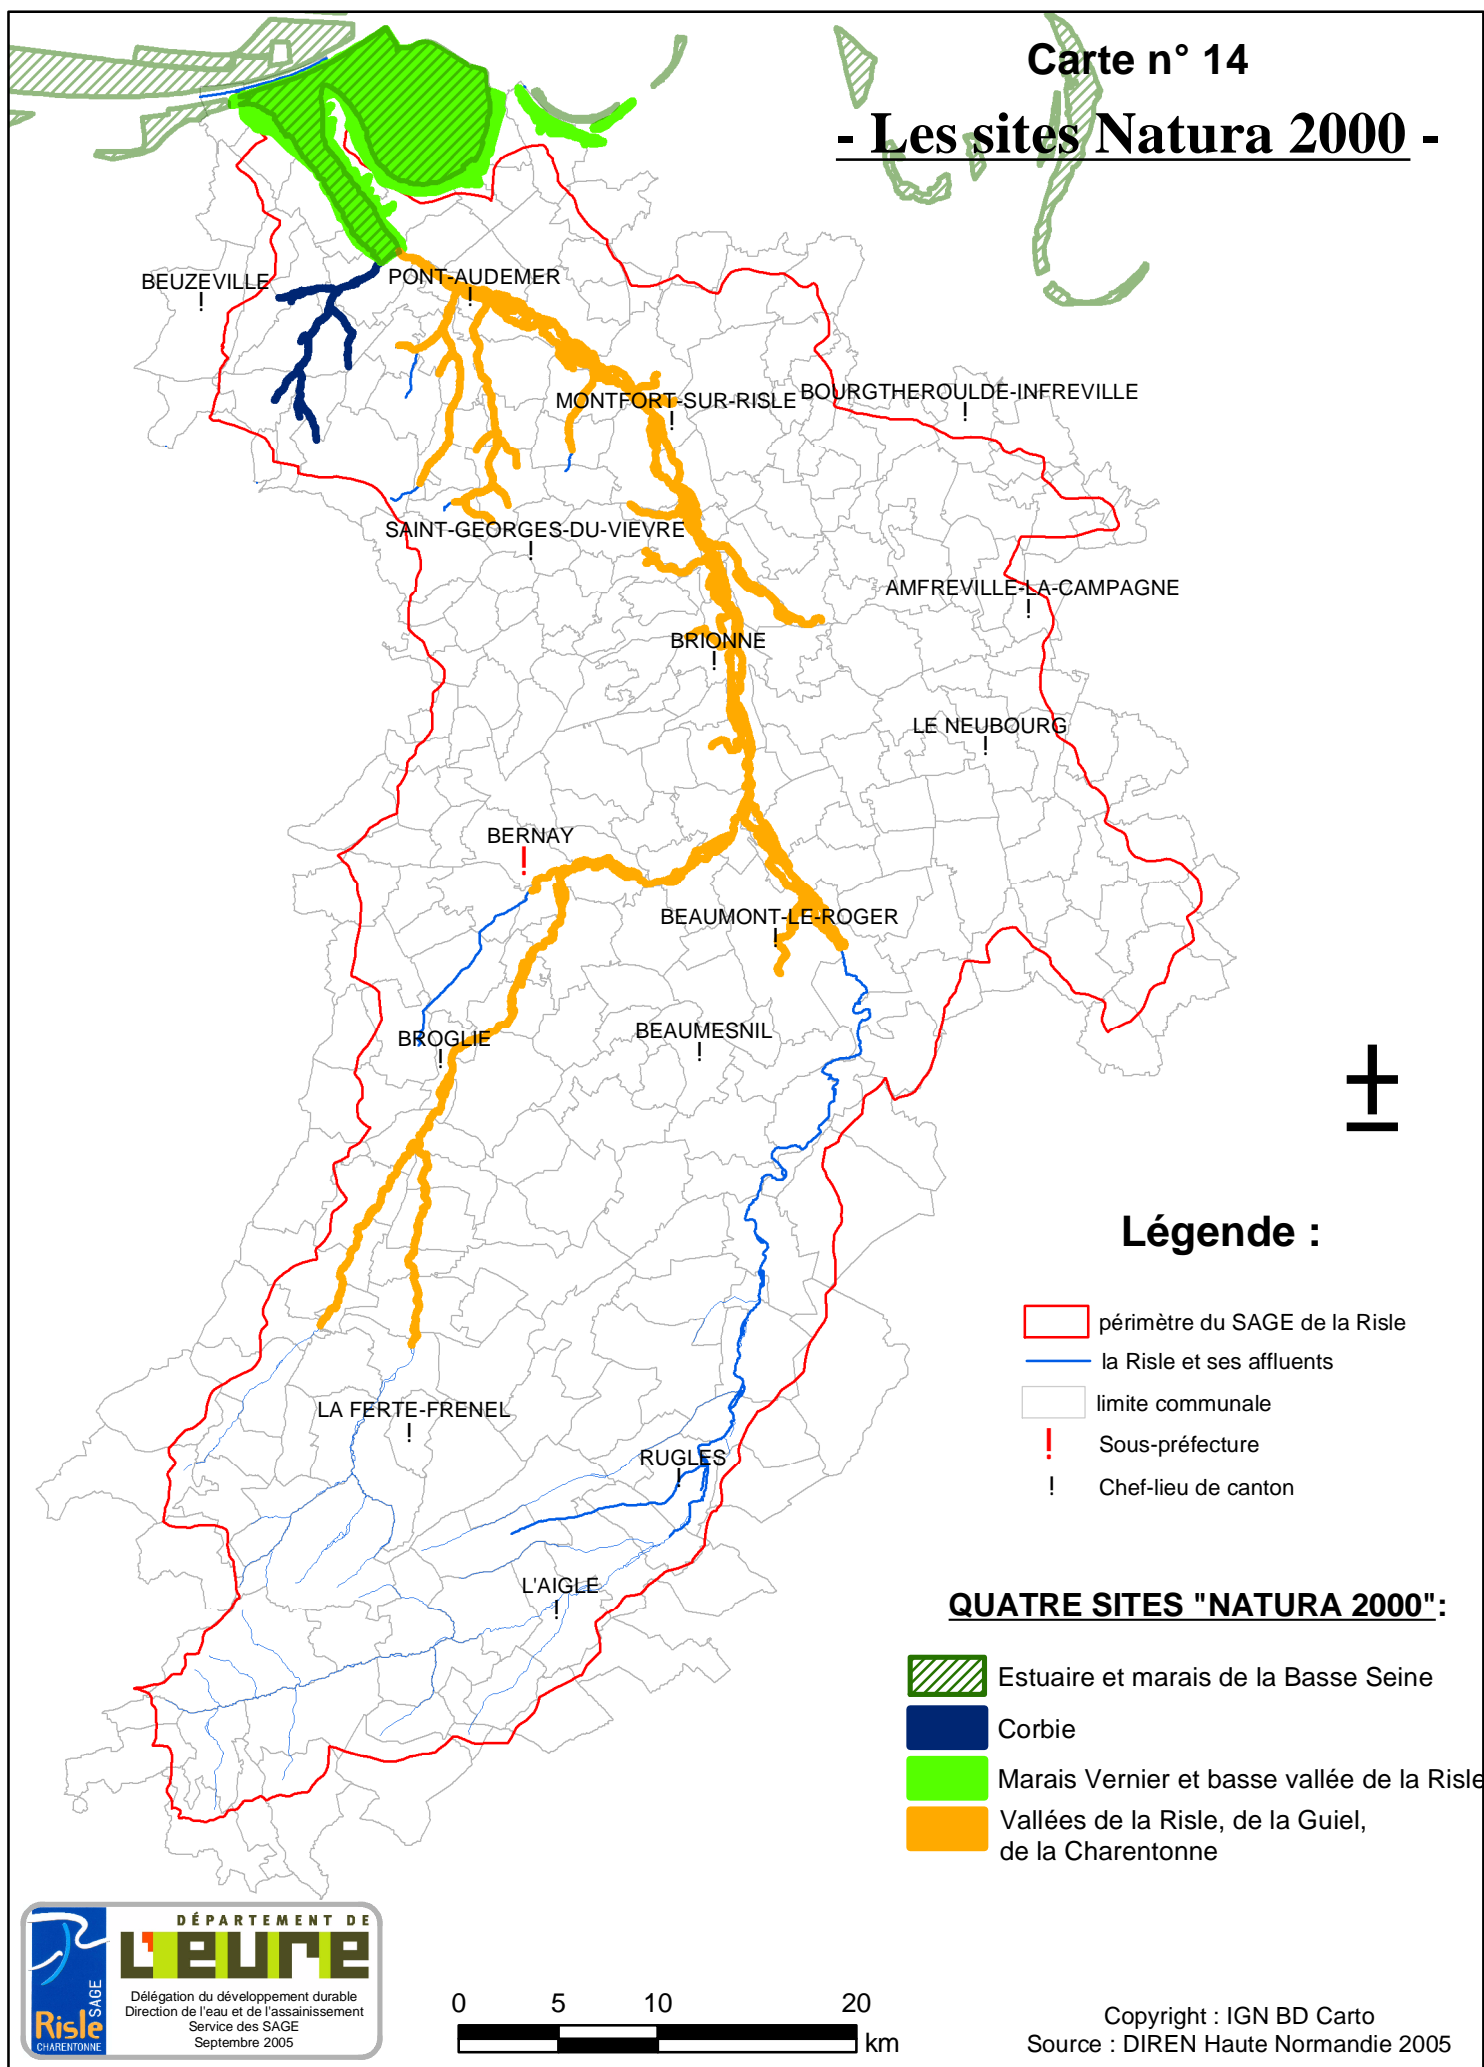 Carte n° 14
- Les sites Natura 2000 -
BEUZEVILLE
!
PONT-AUDEMER
!
MONTFORT-SUR-RISLE
!
BOURGTHEROULDE-INFREVILLE
!
SAINT-GEORGES-DU-VIEVRE
!
AMFREVILLE-LA-CAMPAGNE
!
BRIONNE
!
LE NEUBOURG
!
BERNAY
!
BEAUMONT-LE-ROGER
!
BROGLIE
!
BEAUMESNIL
!
±
Légende :
périmètre du SAGE de la Risle
la Risle et ses affluents
limite communale
! Sous-préfecture
! Chef-lieu de canton
LA FERTE-FRENEL
!
RUGLES
!
L'AIGLE
!
QUATRE SITES "NATURA 2000":
Estuaire et marais de la Basse Seine
Corbie
Marais Vernier et basse vallée de la Risle
Vallées de la Risle, de la Guiel,
de la Charentonne
DÉPARTEMENT DE
L'EURE
SAGE
Risle
CHARENTONNE
Délégation du développement durable
Direction de l'eau et de l'assainissement
Service des SAGE
Septembre 2005
0 5 10 20
km
Copyright : IGN BD Carto
Source : DIREN Haute Normandie 2005